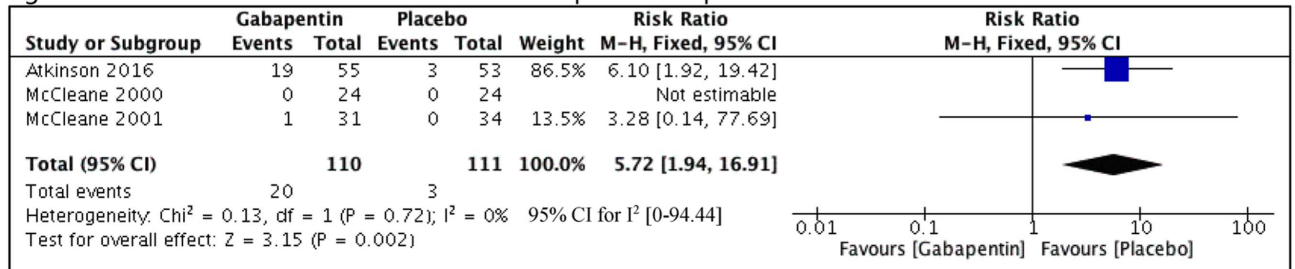 Gabapentin Placebo Risk Ratio Risk Ratio
Study or Subgroup Events Total Events Total Weight M-H, Fixed, 95% CI M-H, Fixed, 95% CI
Atkinson 2016 19 55 3 53 86.5% 6.10 [1.92, 19.42]
McCleane 2000 0 24 0 24 Not estimable
McCleane 2001 1 31 0 34 13.5% 3.28 [0.14, 77.69]
Total (95% CI) 110 111 100.0% 5.72 [1.94, 16.91]
Total events 20 3
Heterogeneity: Chi² = 0.13, df = 1 (P = 0.72); I² = 0% 95% CI for I² [0-94.44]
Test for overall effect: Z = 3.15 (P = 0.002)
0.01 0.1 1 10 100
Favours [Gabapentin] Favours [Placebo]